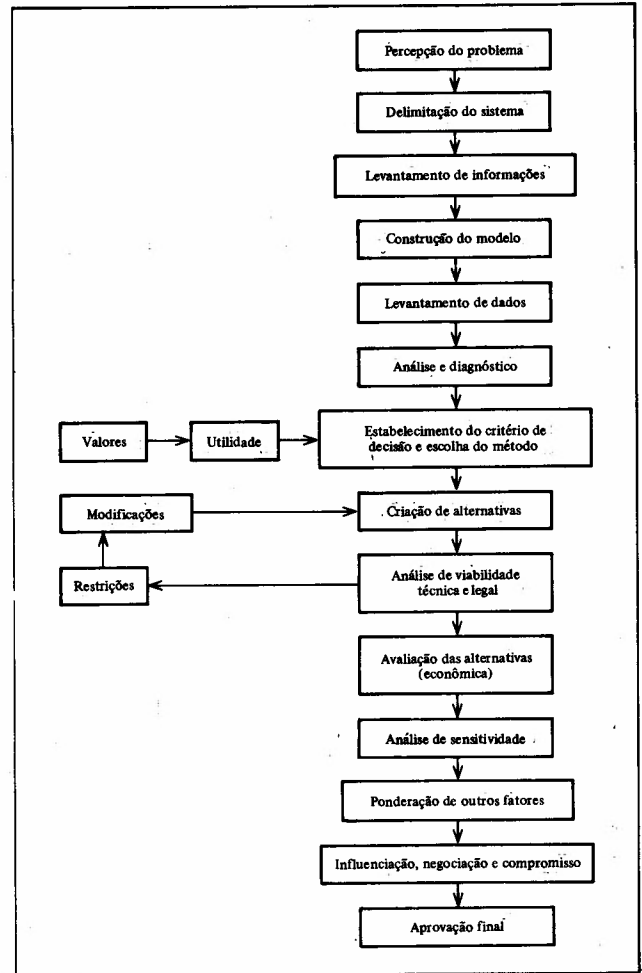 Percepção do problema
Delimitação do sistema
Levantamento de informações
Construção do modelo
Levantamento de dados
Análise e diagnóstico
Valores
Utilidade
Estabelecimento do critério de
decisão e escolha do método
Modificações
Criação de alternativas
Restrições
Análise de viabilidade
técnica e legal
Avaliação das alternativas
(econômica)
Análise de sensitividade
Ponderação de outros fatores
Influenciação, negociação e compromisso
Aprovação final